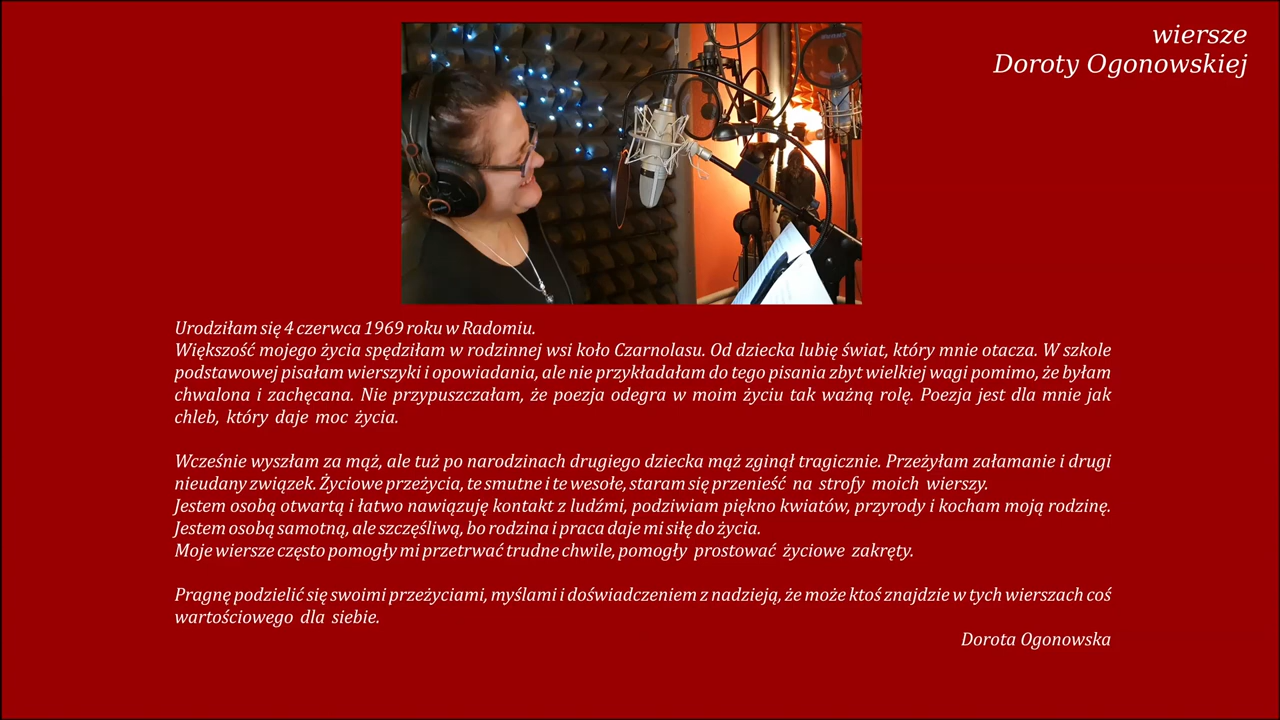 wiersze
Doroty Ogonowskiej
Urodziłam się 4 czerwca 1969 roku w Radomiu.
Większość mojego życia spędziłam w rodzinnej wsi koło Czarnolasu. Od dziecka lubię świat, który mnie otacza. W szkole
podstawowej pisałam wierszyki i opowiadania, ale nie przykładałam do tego pisania zbyt wielkiej wagi pomimo, że byłam
chwalona i zachęcana. Nie przypuszczałam, że poezja odegra w moim życiu tak ważną rolę. Poezja jest dla mnie jak
chleb, który daje moc życia.
Wcześnie wyszłam za mąż, ale tuż po narodzinach drugiego dziecka mąż zginął tragicznie. Przeżyłam załamanie i drugi
nieudany związek. Życiowe przeżycia, te smutne i te wesołe, staram się przenieść na strofy moich wierszy.
Jestem osobą otwartą i łatwo nawiązuję kontakt z ludźmi, podziwiam piękno kwiatów, przyrody i kocham moją rodzinę.
Jestem osobą samotną, ale szczęśliwą, bo rodzina i praca daje mi siłę do życia.
Moje wiersze często pomogły mi przetrwać trudne chwile, pomogły prostować życiowe zakręty.
Pragnę podzielić się swoimi przeżyciami, myślami i doświadczeniem z nadzieją, że może ktoś znajdzie w tych wierszach coś
wartościowego dla siebie.
Dorota Ogonowska